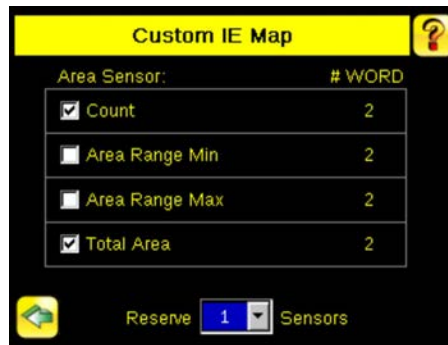 Custom IE Map
?
Area Sensor: # WORD
Count 2
Area Range Min 2
Area Range Max 2
Total Area 2
Reserve 1 Sensors